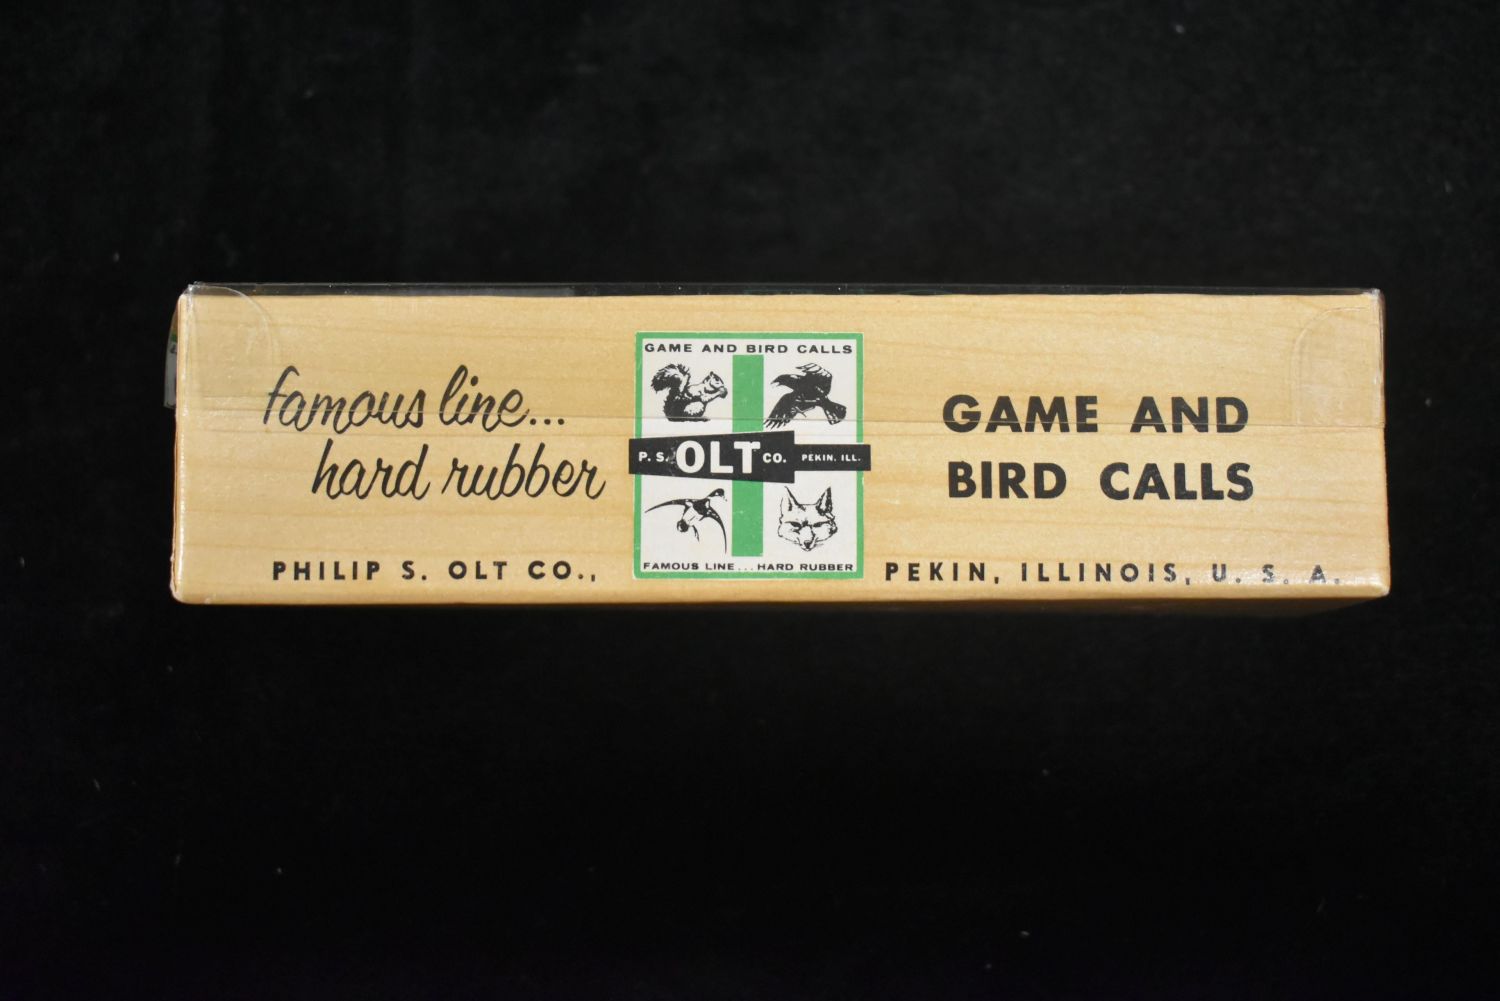 famous line...
hard rubber
GAME AND BIRD CALLS
P. S. OLT CO. PEKIN, ILL.
FAMOUS LINE... HARD RUBBER
GAME AND
BIRD CALLS
PHILIP S. OLT CO., PEKIN, ILLINOIS, U. S. A.